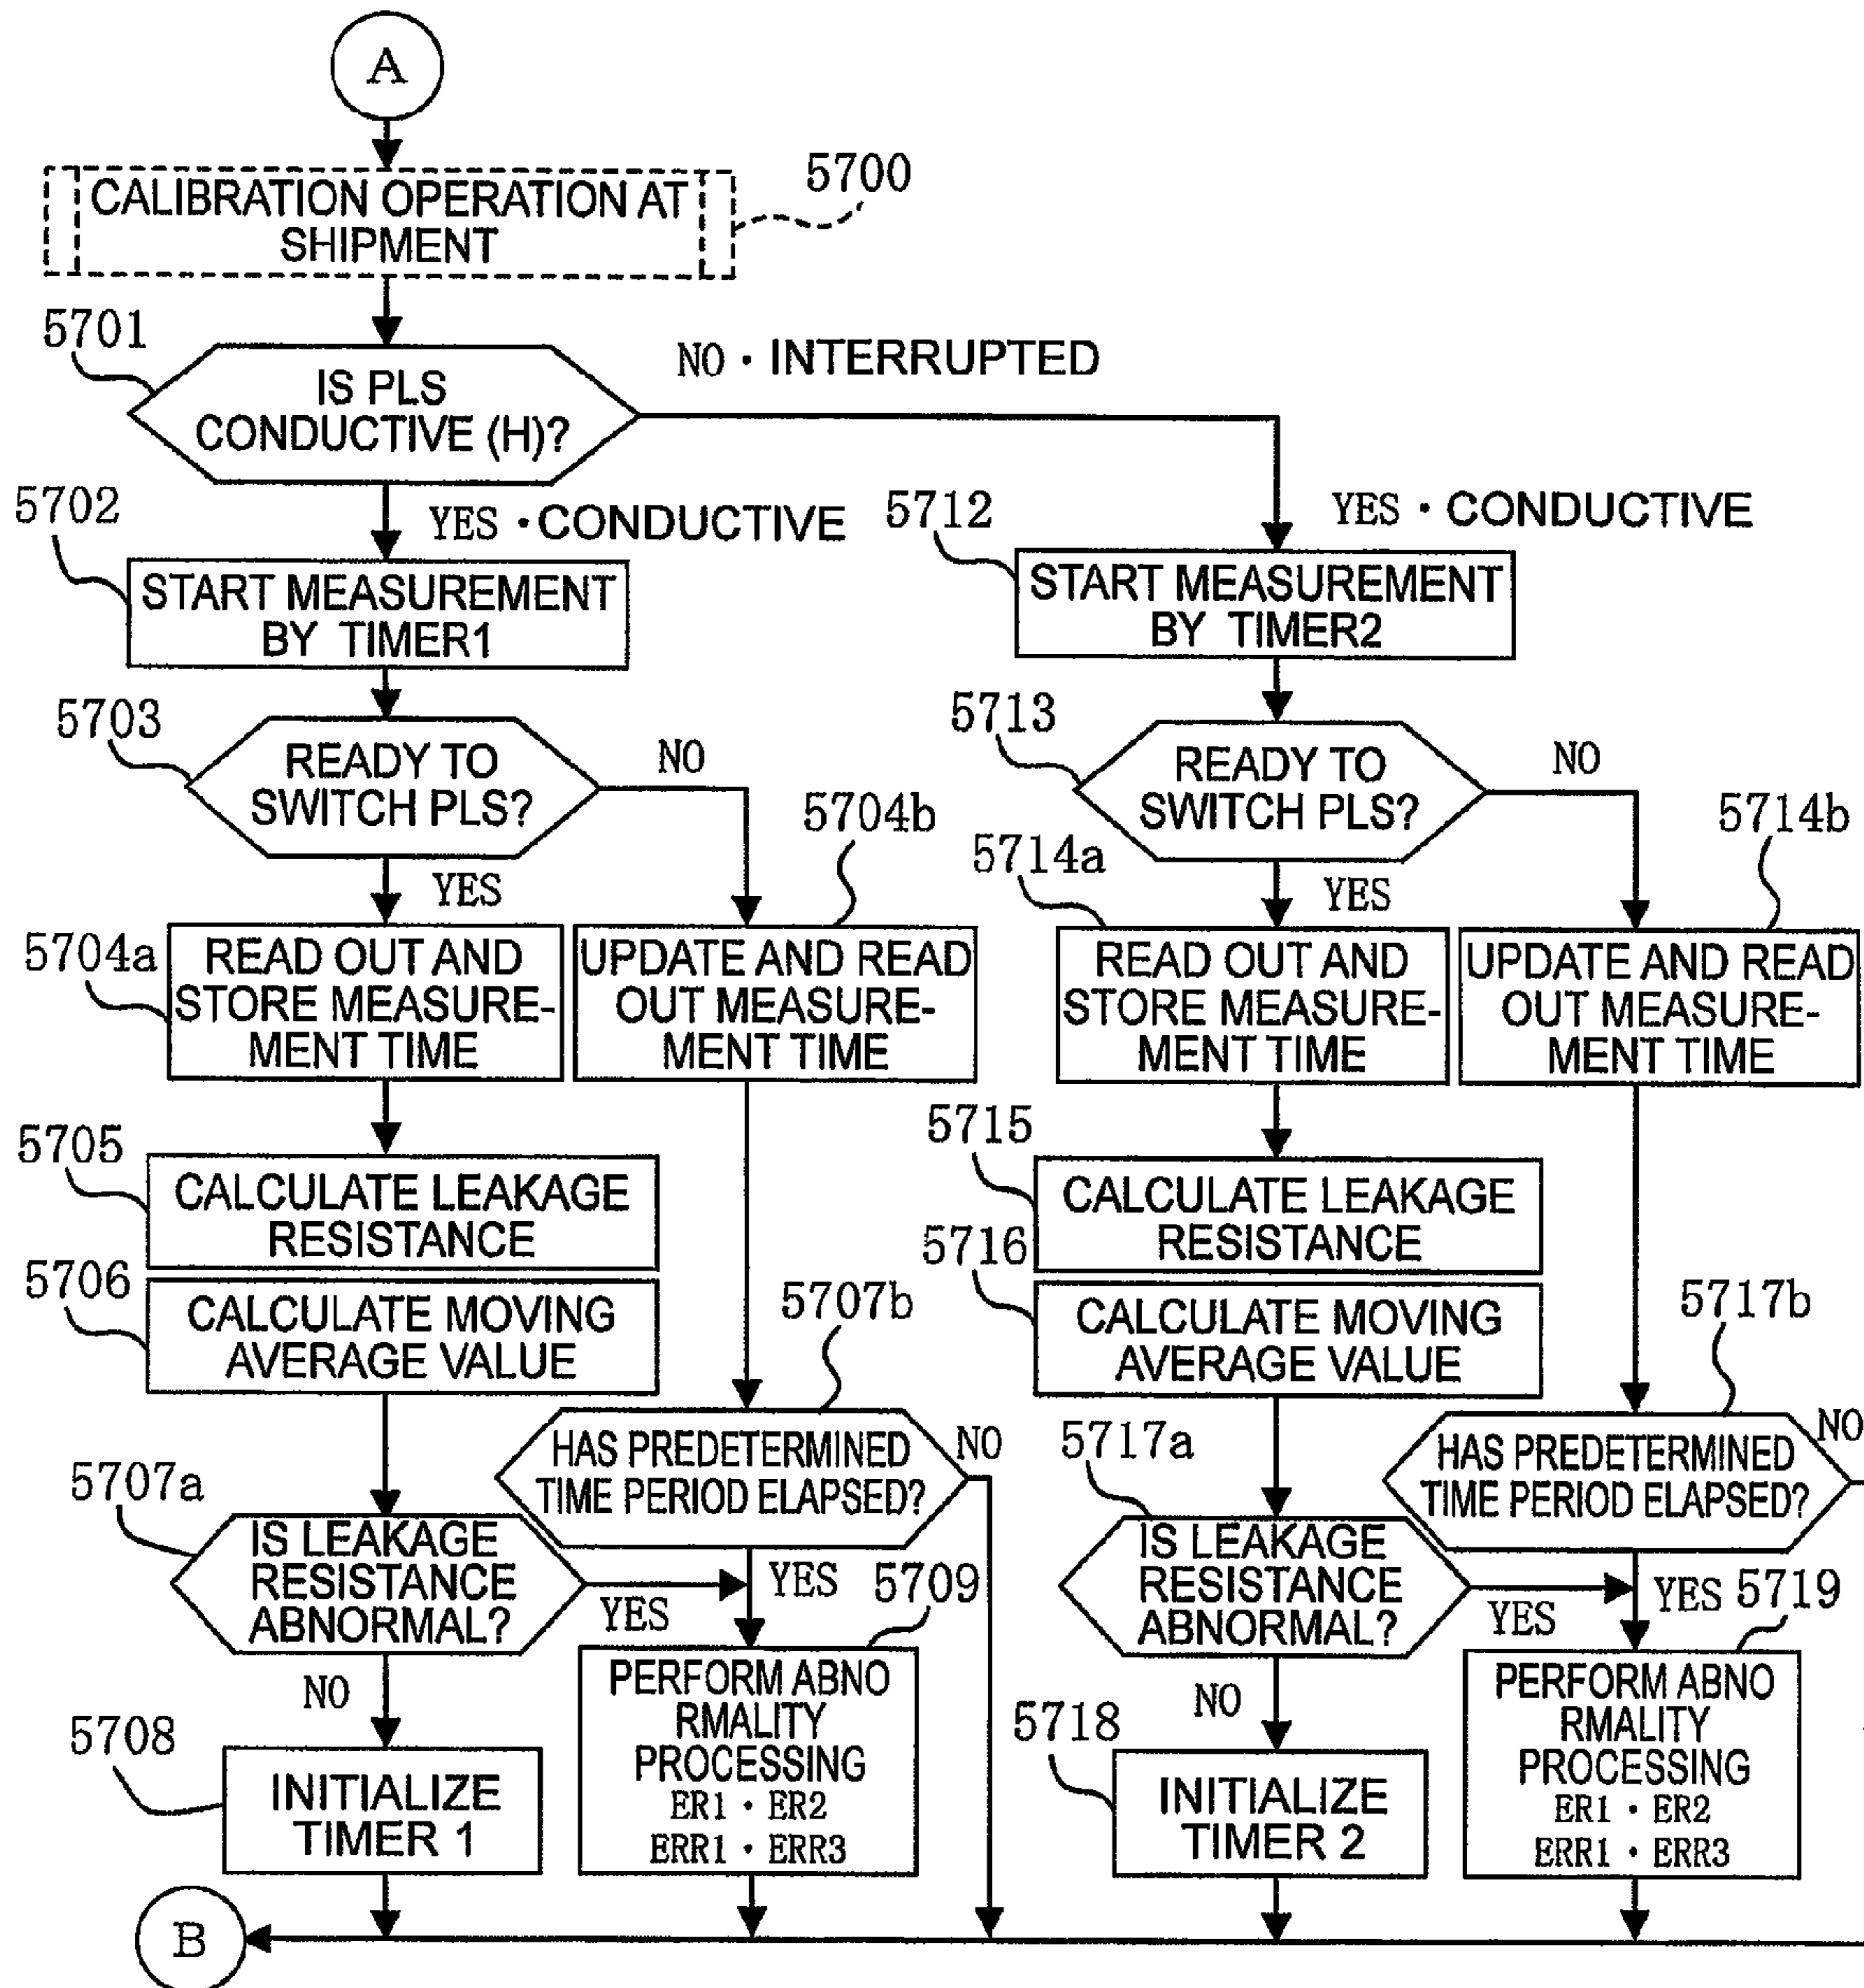 A
CALIBRATION OPERATION AT
SHIPMENT
5700
5701
IS PLS
CONDUCTIVE (H)?
NO · INTERRUPTED
5702
YES · CONDUCTIVE
START MEASUREMENT
BY TIMER1
5712
YES · CONDUCTIVE
START MEASUREMENT
BY TIMER2
5703
READY TO
SWITCH PLS?
NO
YES
5704b
5713
READY TO
SWITCH PLS?
NO
YES
5714b
5714a
5704a
READ OUT AND
STORE MEASURE-
MENT TIME
UPDATE AND READ
OUT MEASURE-
MENT TIME
READ OUT AND
STORE MEASURE-
MENT TIME
UPDATE AND READ
OUT MEASURE-
MENT TIME
5705
CALCULATE LEAKAGE
RESISTANCE
5706
CALCULATE MOVING
AVERAGE VALUE
5707b
5715
CALCULATE LEAKAGE
RESISTANCE
5716
CALCULATE MOVING
AVERAGE VALUE
5717b
HAS PREDETERMINED
TIME PERIOD ELAPSED?
NO
5707a
IS LEAKAGE
RESISTANCE
ABNORMAL?
YES
YES
5709
NO
5717a
HAS PREDETERMINED
TIME PERIOD ELAPSED?
NO
IS LEAKAGE
RESISTANCE
ABNORMAL?
YES
YES
5719
NO
5708
INITIALIZE
TIMER 1
PERFORM ABNO
RMALITY
PROCESSING
ER1 · ER2
ERR1 · ERR3
5718
INITIALIZE
TIMER 2
PERFORM ABNO
RMALITY
PROCESSING
ER1 · ER2
ERR1 · ERR3
B